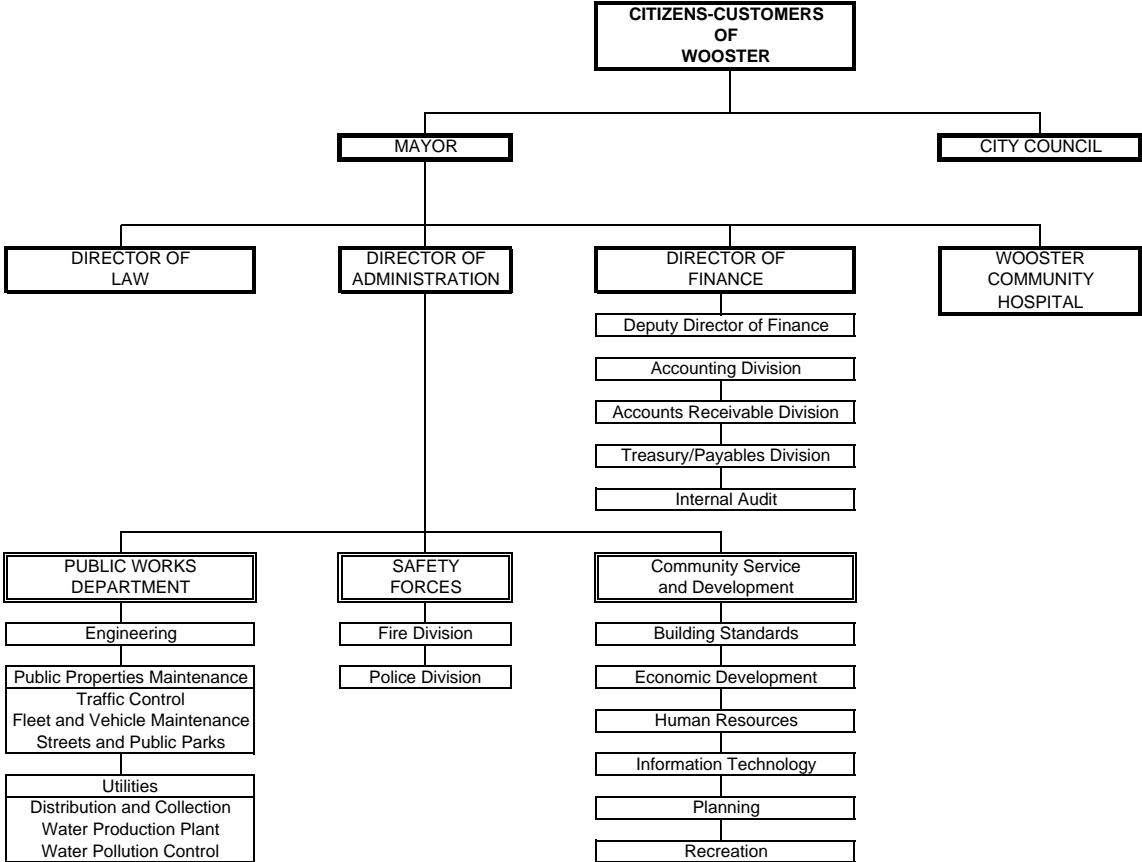 CITIZENS-CUSTOMERS
OF
WOOSTER
MAYOR
CITY COUNCIL
DIRECTOR OF
LAW
DIRECTOR OF
ADMINISTRATION
DIRECTOR OF
FINANCE
WOOSTER
COMMUNITY
HOSPITAL
Deputy Director of Finance
Accounting Division
Accounts Receivable Division
Treasury/Payables Division
Internal Audit
PUBLIC WORKS
DEPARTMENT
Engineering
Public Properties Maintenance
Traffic Control
Fleet and Vehicle Maintenance
Streets and Public Parks
Utilities
Distribution and Collection
Water Production Plant
Water Pollution Control
SAFETY
FORCES
Fire Division
Police Division
Community Service
and Development
Building Standards
Economic Development
Human Resources
Information Technology
Planning
Recreation